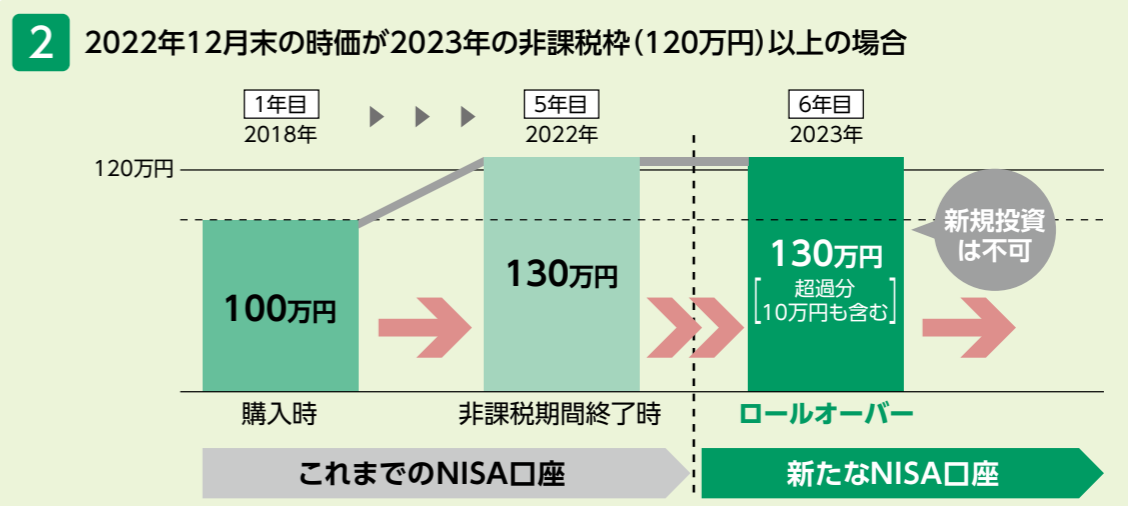 2 2022年12月末の時価が2023年の非課税枠(120万円)以上の場合
1年目
2018年
5年目
2022年
6年目
2023年
120万円
100万円
130万円
130万円
[超過分
10万円も含む]
新規投資
は不可
購入時
非課税期間終了時
ロールオーバー
これまでのNISA口座
新たなNISA口座